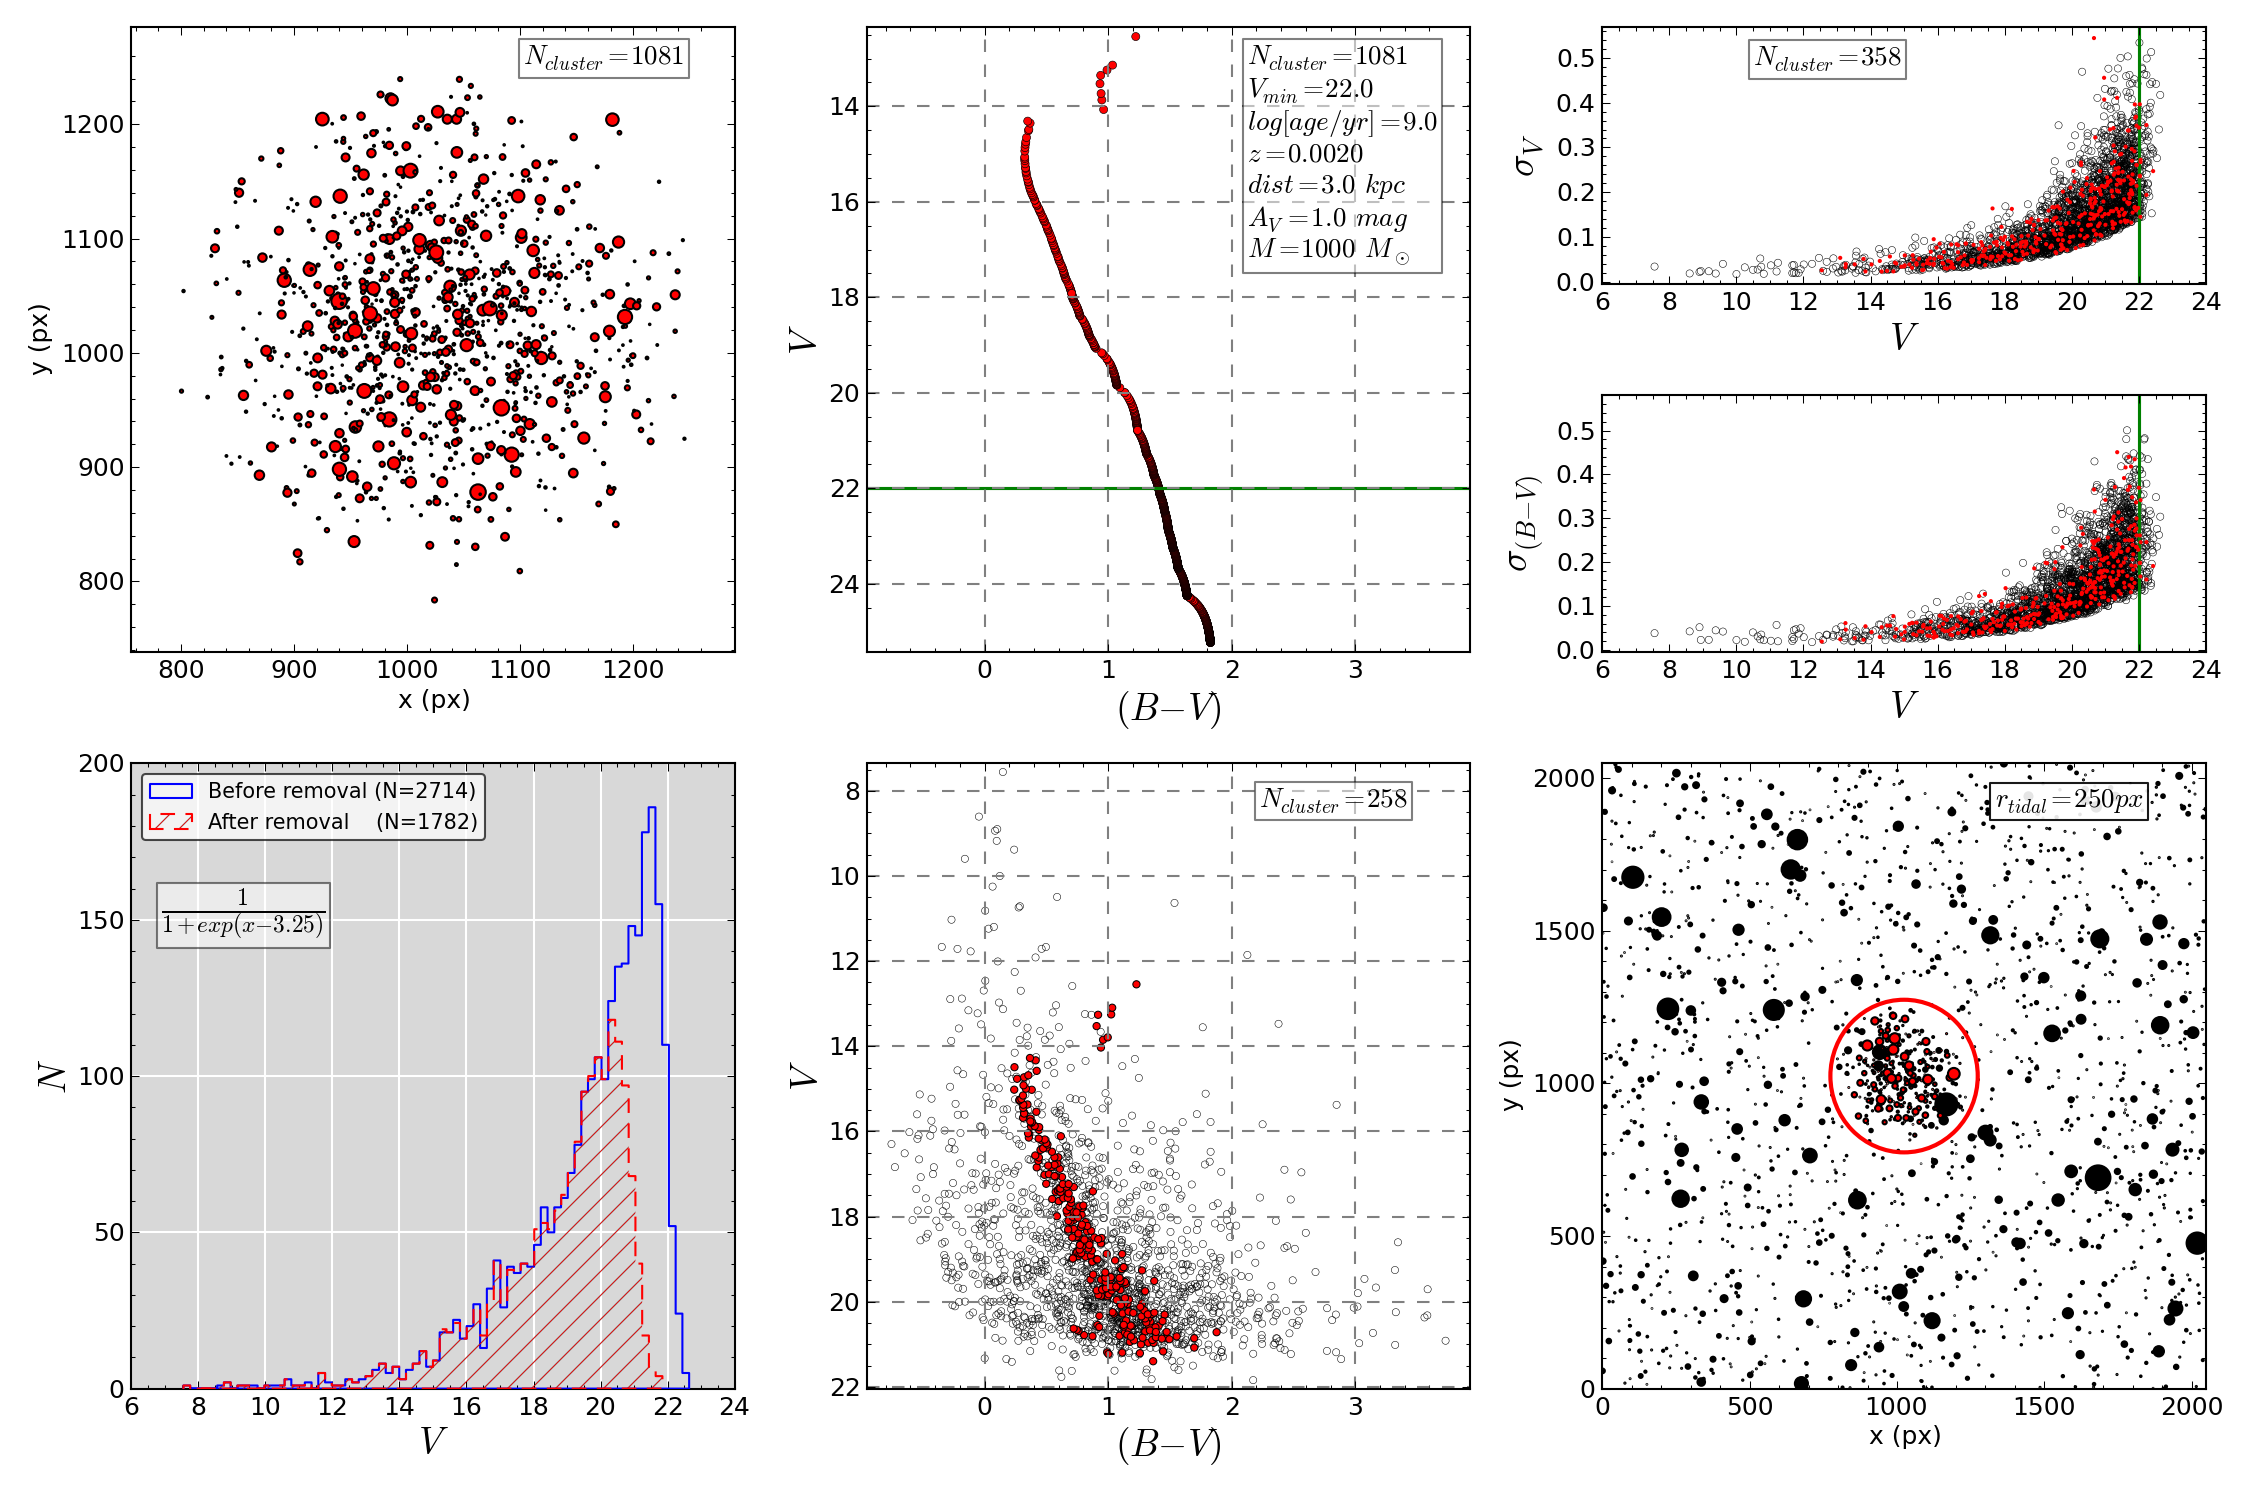 N_cluster=1081
1200
1100
1000
900
800
y (px)
800 900 1000 1100 1200
x (px)
N_cluster=1081
V_min=22.0
log[age/yr]=9.0
z=0.0020
dist=3.0 kpc
A_V=1.0 mag
M=1000 M_⊙
14
16
18
20
22
24
V
0 1 2 3
(B−V)
N_cluster=358
0.5
0.4
0.3
0.2
0.1
0.0
σ_V
6 8 10 12 14 16 18 20 22 24
V
0.5
0.4
0.3
0.2
0.1
0.0
σ_(B−V)
6 8 10 12 14 16 18 20 22 24
V
Before removal (N=2714)
After removal (N=1782)
1
1+exp(x−3.25)
200
150
100
50
0
N
6 8 10 12 14 16 18 20 22 24
V
N_cluster=258
8
10
12
14
16
18
20
22
V
0 1 2 3
(B−V)
r_tidal=250px
2000
1500
1000
500
0
y (px)
0 500 1000 1500 2000
x (px)